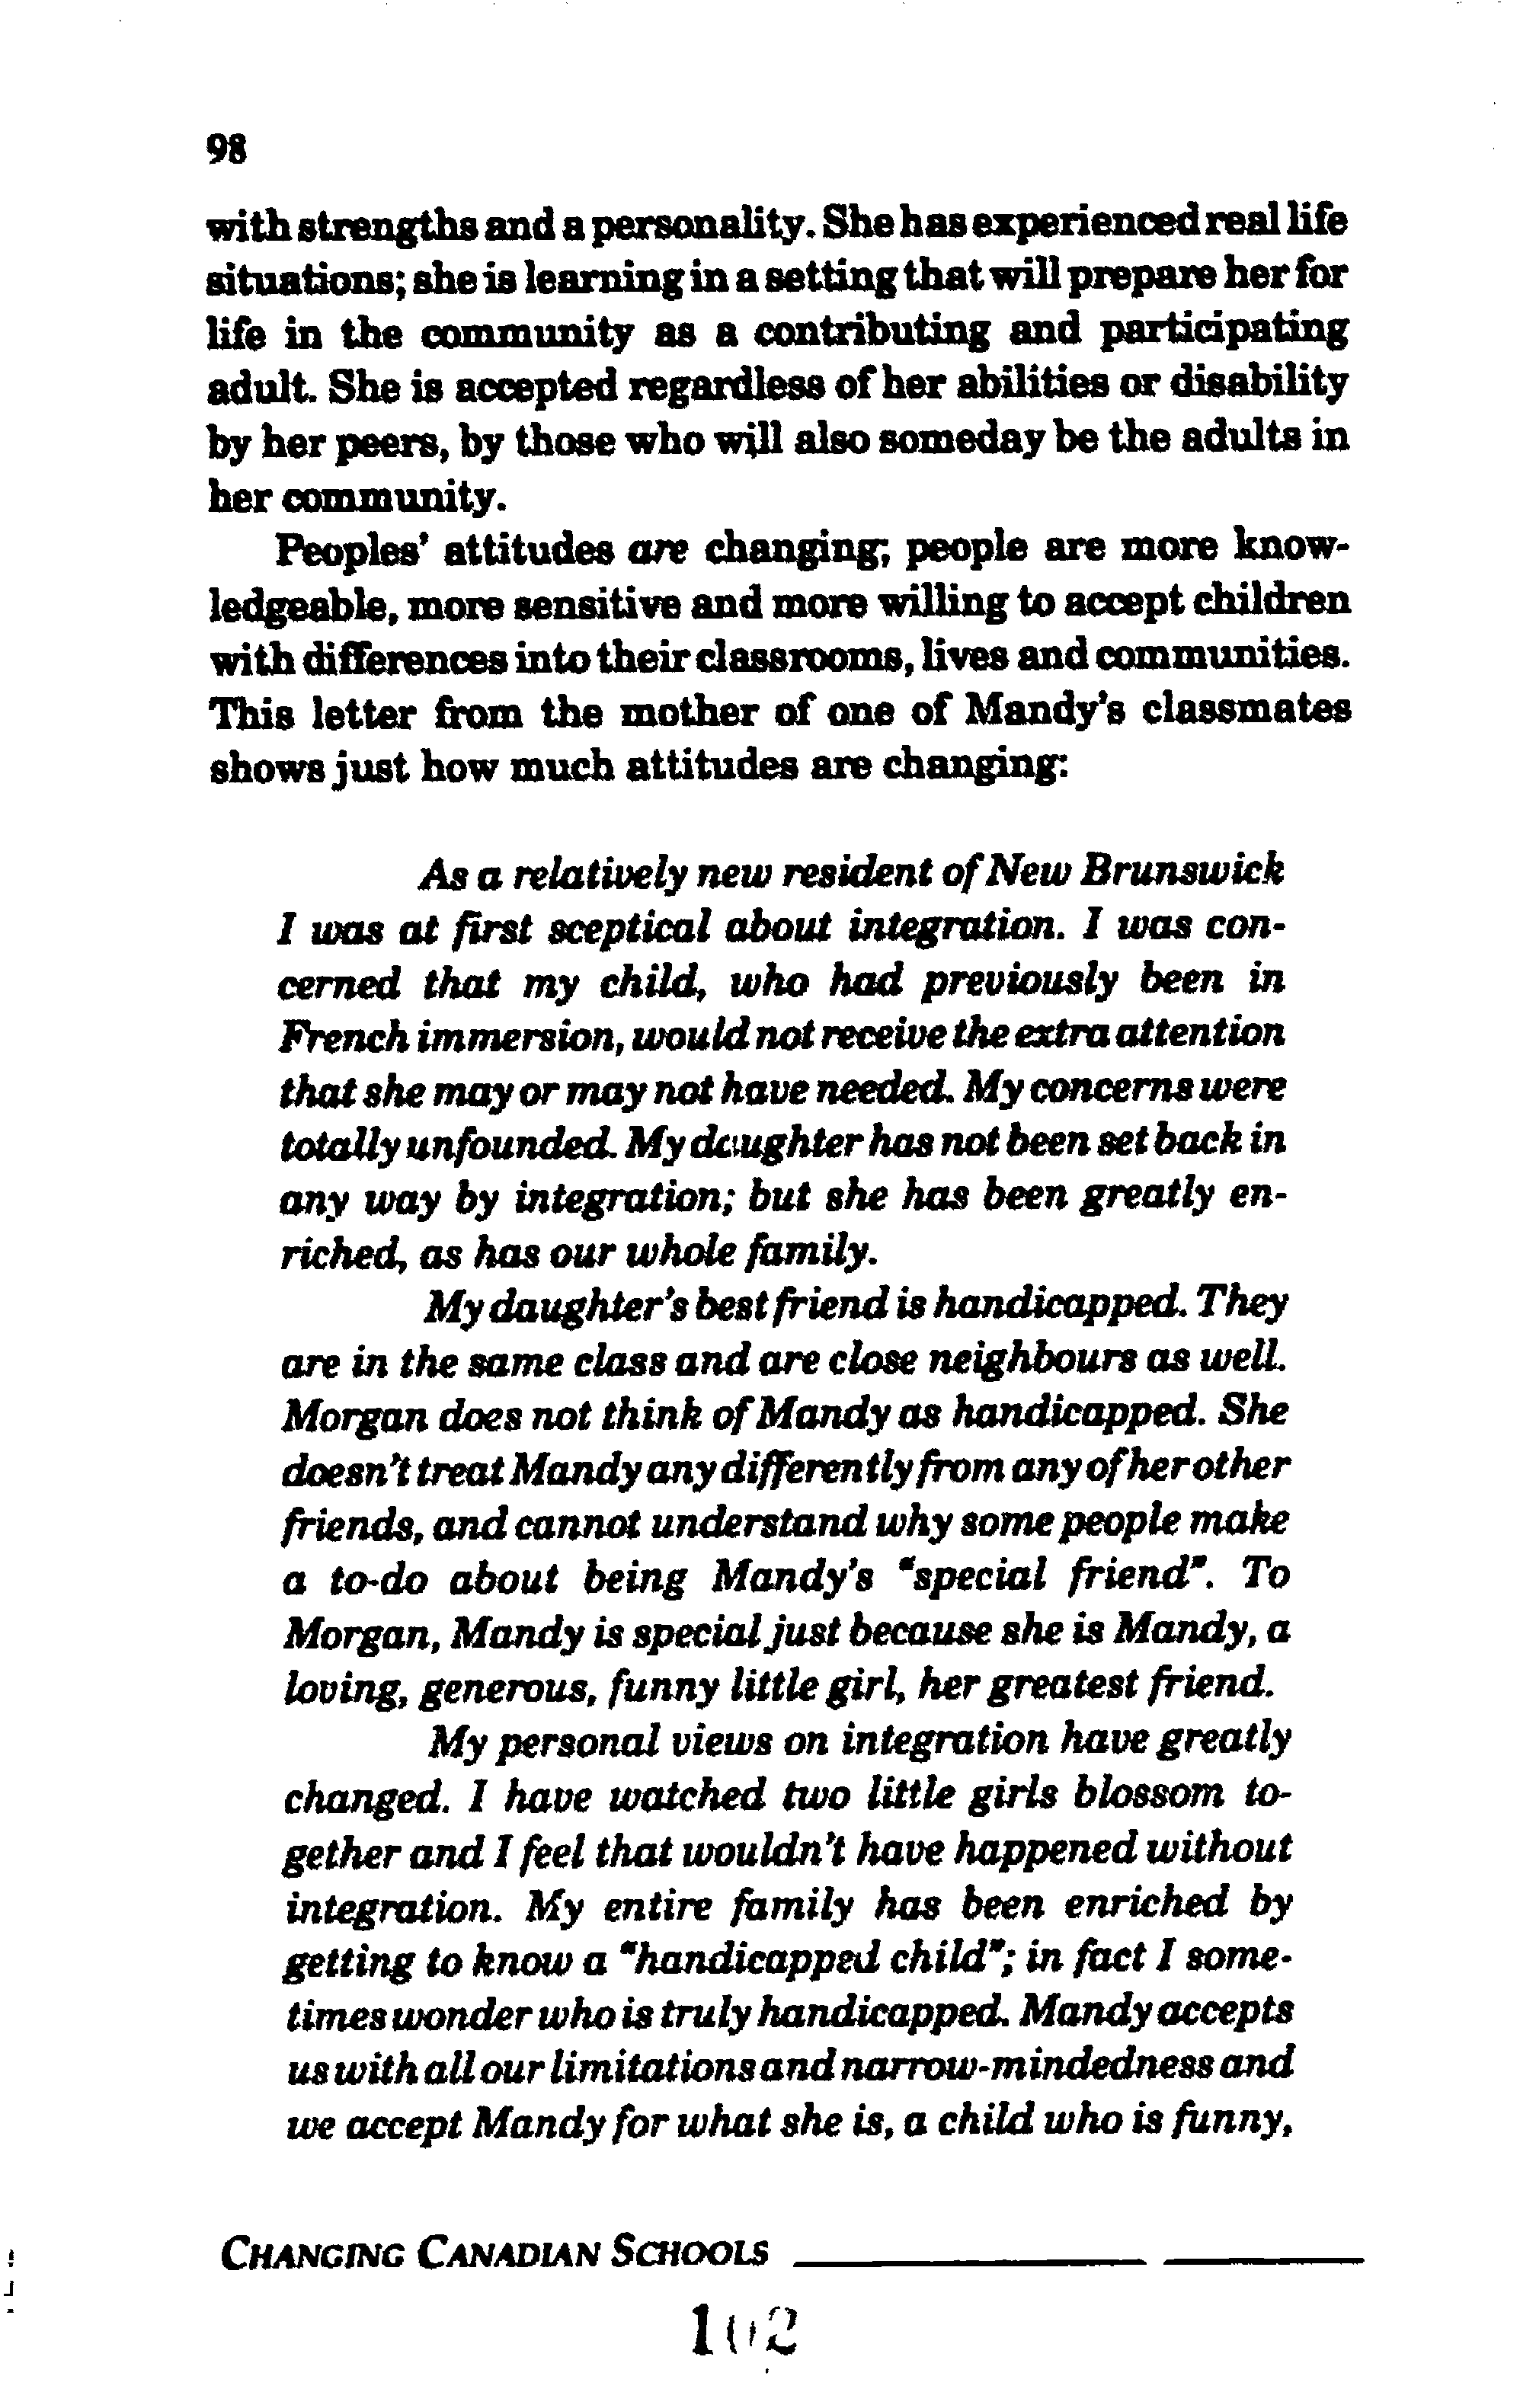 98
with strengths and a personality. She has experienced real life
situations; she is learning in a setting that will prepare her for
life in the community as a contributing and participating
adult. She is accepted regardless of her abilities or disability
by her peers, by those who will also someday be the adults in
her community.
Peoples' attitudes are changing; people are more know-
ledgeable, more sensitive and more willing to accept children
with differences into their classrooms, lives and communities.
This letter from the mother of one of Mandy's classmates
shows just how much attitudes are changing:
As a relatively new resident of New Brunswick
I was at first sceptical about integration. I was con-
cerned that my child, who had previously been in
French immersion, would not receive the extra attention
that she may or may not have needed. My concerns were
totally unfounded. My daughter has not been set back in
any way by integration; but she has been greatly en-
riched, as has our whole family.
My daughter's best friend is handicapped. They
are in the same class and are close neighbours as well.
Morgan does not think of Mandy as handicapped. She
doesn't treat Mandy any differently from any of her other
friends, and cannot understand why some people make
a to-do about being Mandy's "special friend". To
Morgan, Mandy is special just because she is Mandy, a
loving, generous, funny little girl, her greatest friend.
My personal views on integration have greatly
changed. I have watched two little girls blossom to-
gether and I feel that wouldn't have happened without
integration. My entire family has been enriched by
getting to know a "handicapped child"; in fact I some-
times wonder who is truly handicapped. Mandy accepts
us with all our limitations and narrow-mindedness and
we accept Mandy for what she is, a child who is funny,
CHANGING CANADIAN SCHOOLS
102